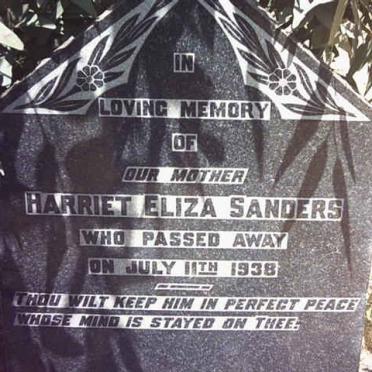 IN
LOVING MEMORY
OF
OUR MOTHER
HARRIET ELIZA SANDERS
WHO PASSED AWAY
ON JULY 11TH 1938
THOU WILT KEEP HIM IN PERFECT PEACE
WHOSE MIND IS STAYED ON THEE.